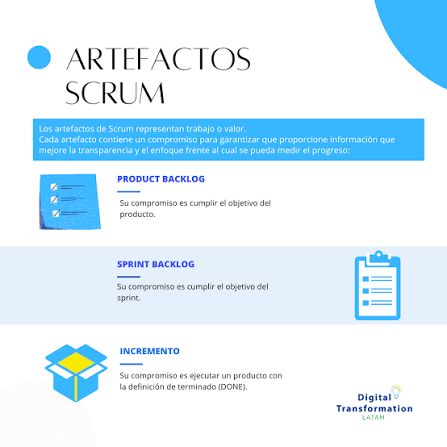 ARTEFACTOS
SCRUM
Los artefactos de Scrum representan trabajo o valor.
Cada artefacto contiene un compromiso para garantizar que proporcione información que
mejore la transparencia y el enfoque frente al cual se pueda medir el progreso:
PRODUCT BACKLOG
Su compromiso es cumplir el objetivo del
producto.
SPRINT BACKLOG
Su compromiso es cumplir el objetivo del
sprint.
INCREMENTO
Su compromiso es ejecutar un producto con
la definición de terminado (DONE).
Digital
Transformation
LATAM